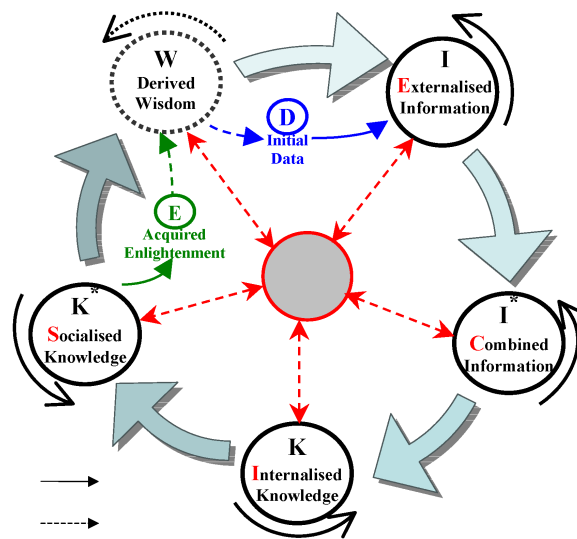 W
Derived
Wisdom
I
Externalised
Information
D
Initial
Data
E
Acquired
Enlightenment
K*
Socialised
Knowledge
I*
Combined
Information
K
Internalised
Knowledge